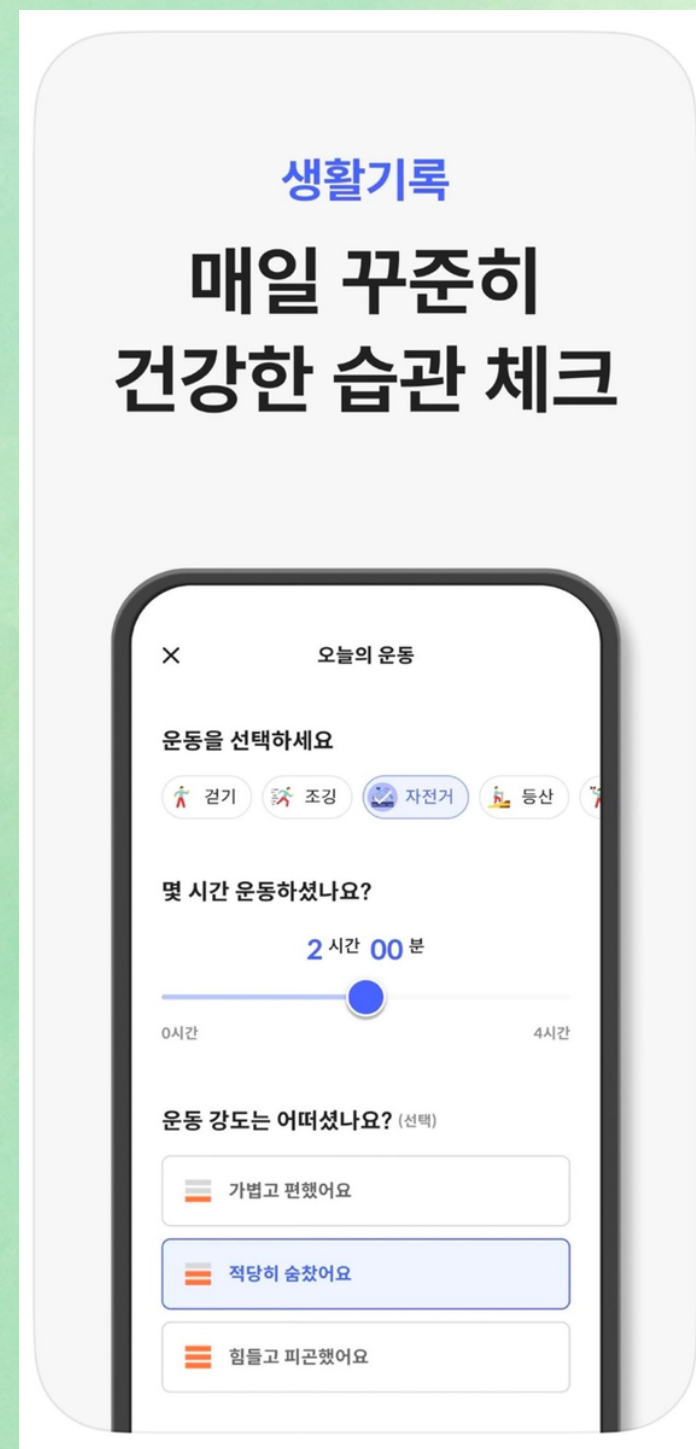 생활기록
매일 꾸준히
건강한 습관 체크
오늘의 운동
운동을 선택하세요
걷기 조깅 자전거 등산
몇 시간 운동하셨나요?
2 시간 00 분
0시간 4시간
운동 강도는 어떠셨나요? (선택)
가볍고 편했어요
적당히 숨찼어요
힘들고 피곤했어요